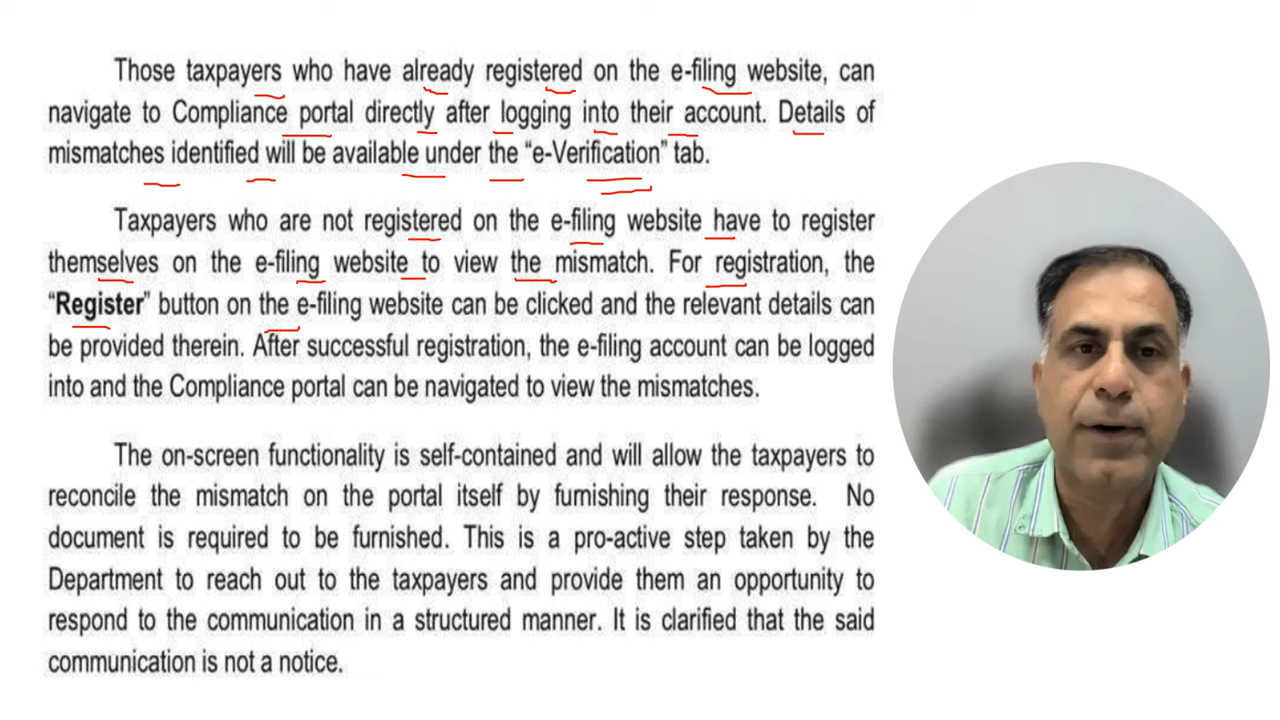 Those taxpayers who have already registered on the e-filing website, can
navigate to Compliance portal directly after logging into their account. Details of
mismatches identified will be available under the “e-Verification” tab.
Taxpayers who are not registered on the e-filing website have to register
themselves on the e-filing website to view the mismatch. For registration, the
“Register” button on the e-filing website can be clicked and the relevant details can
be provided therein. After successful registration, the e-filing account can be logged
into and the Compliance portal can be navigated to view the mismatches.
The on-screen functionality is self-contained and will allow the taxpayers to
reconcile the mismatch on the portal itself by furnishing their response. No
document is required to be furnished. This is a pro-active step taken by the
Department to reach out to the taxpayers and provide them an opportunity to
respond to the communication in a structured manner. It is clarified that the said
communication is not a notice.